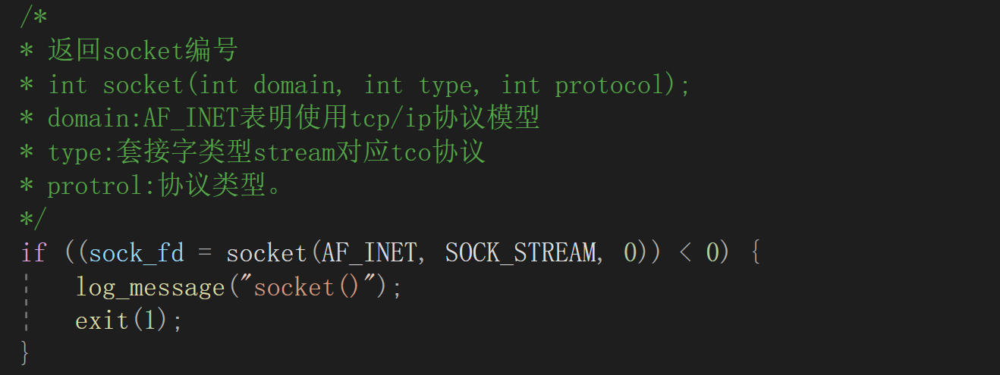 /*
* 返回socket编号
* int socket(int domain, int type, int protocol);
* domain:AF_INET表明使用tcp/ip协议模型
* type:套接字类型stream对应tco协议
* protrol:协议类型。
*/
if ((sock_fd = socket(AF_INET, SOCK_STREAM, 0)) < 0) {
    log_message("socket()");
    exit(1);
}